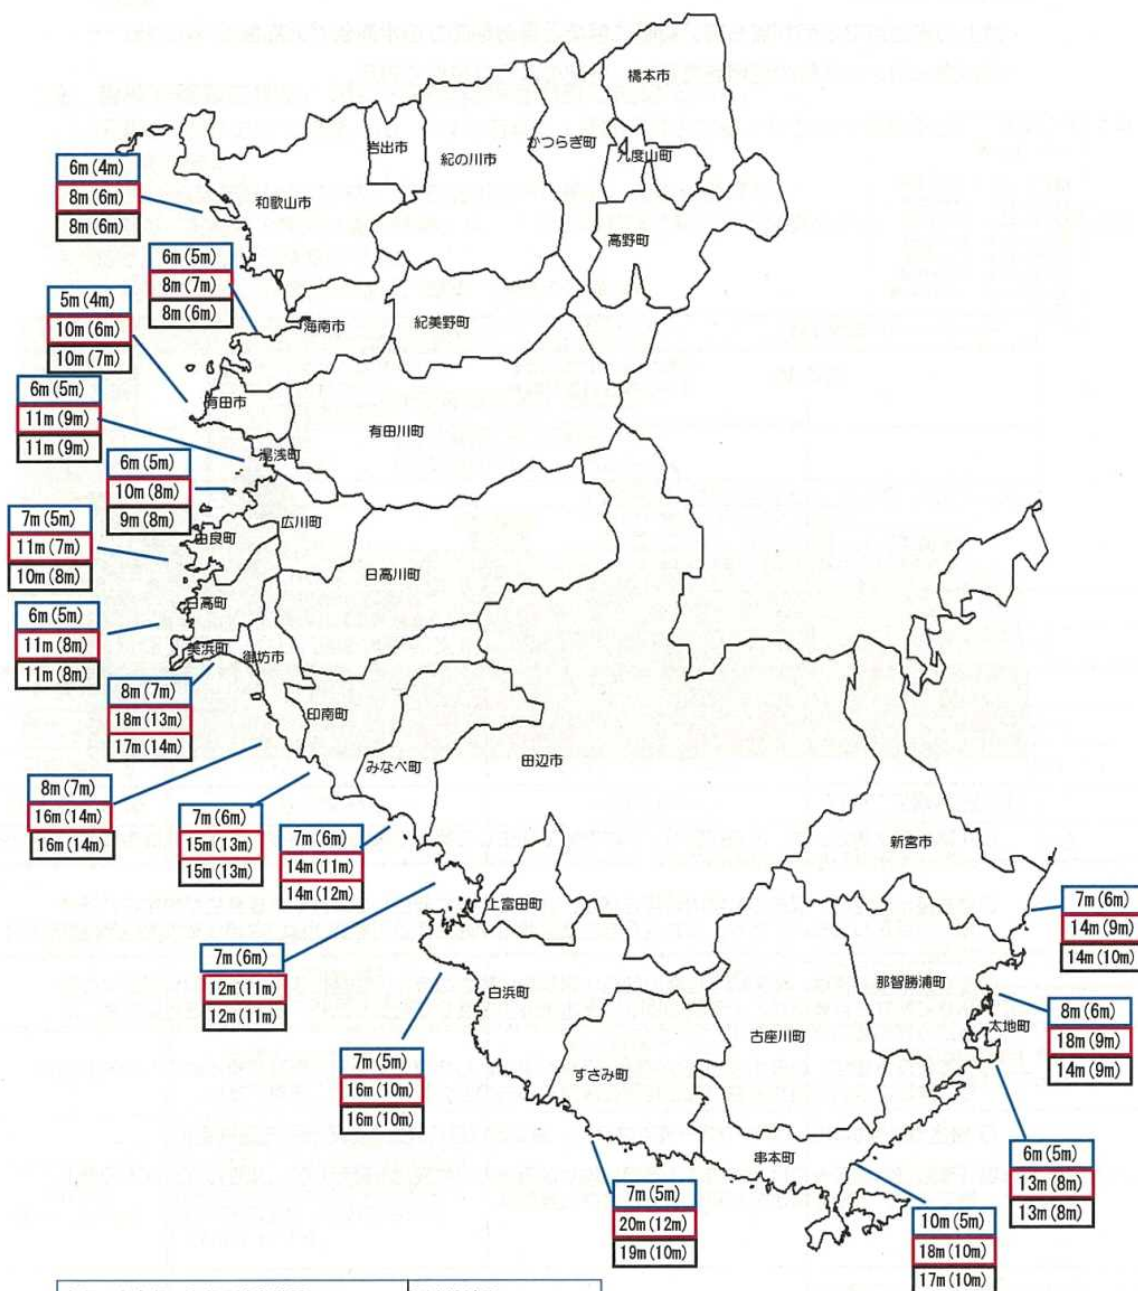 橋本市
岩出市
紀の川市
かつらぎ町
九度山町
和歌山市
高野町
6m(4m)
8m(6m)
8m(6m)
6m(5m)
8m(7m)
8m(6m)
海南市
紀美野町
5m(4m)
10m(6m)
10m(7m)
有田市
有田川町
6m(5m)
11m(9m)
11m(9m)
湯浅町
6m(5m)
10m(8m)
9m(8m)
広川町
7m(5m)
11m(7m)
10m(8m)
由良町
日高川町
日高町
6m(5m)
11m(8m)
11m(8m)
美浜町
御坊市
8m(7m)
18m(13m)
17m(14m)
印南町
みなべ町
田辺市
8m(7m)
16m(14m)
16m(14m)
7m(6m)
15m(13m)
15m(13m)
7m(6m)
14m(11m)
14m(12m)
新宮市
上富田町
7m(6m)
14m(9m)
14m(10m)
7m(6m)
12m(11m)
12m(11m)
白浜町
那智勝浦町
8m(6m)
18m(9m)
14m(9m)
太地町
古座川町
すさみ町
7m(5m)
16m(10m)
16m(10m)
串本町
6m(5m)
13m(8m)
13m(8m)
7m(5m)
20m(12m)
19m(10m)
10m(5m)
18m(10m)
17m(10m)